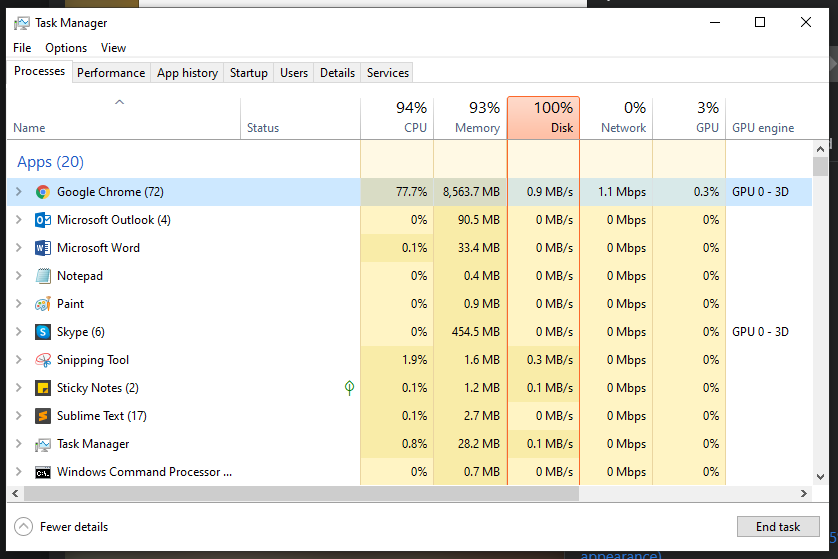 Task Manager
File Options View
Processes Performance App history Startup Users Details Services
94% 93% 100% 0% 3%
Name Status CPU Memory Disk Network GPU GPU engine
Apps (20)
Google Chrome (72) 77.7% 8,563.7 MB 0.9 MB/s 1.1 Mbps 0.3% GPU 0 - 3D
Microsoft Outlook (4) 0% 90.5 MB 0 MB/s 0 Mbps 0%
Microsoft Word 0.1% 33.4 MB 0 MB/s 0 Mbps 0%
Notepad 0% 0.4 MB 0 MB/s 0 Mbps 0%
Paint 0% 0.9 MB 0 MB/s 0 Mbps 0%
Skype (6) 0% 454.5 MB 0 MB/s 0 Mbps 0% GPU 0 - 3D
Snipping Tool 1.9% 1.6 MB 0.3 MB/s 0 Mbps 0%
Sticky Notes (2) 0.1% 1.2 MB 0.1 MB/s 0 Mbps 0%
Sublime Text (17) 0.1% 2.7 MB 0 MB/s 0 Mbps 0%
Task Manager 0.8% 28.2 MB 0.1 MB/s 0 Mbps 0%
Windows Command Processor ... 0% 0.7 MB 0 MB/s 0 Mbps 0%
Fewer details End task
appearance)